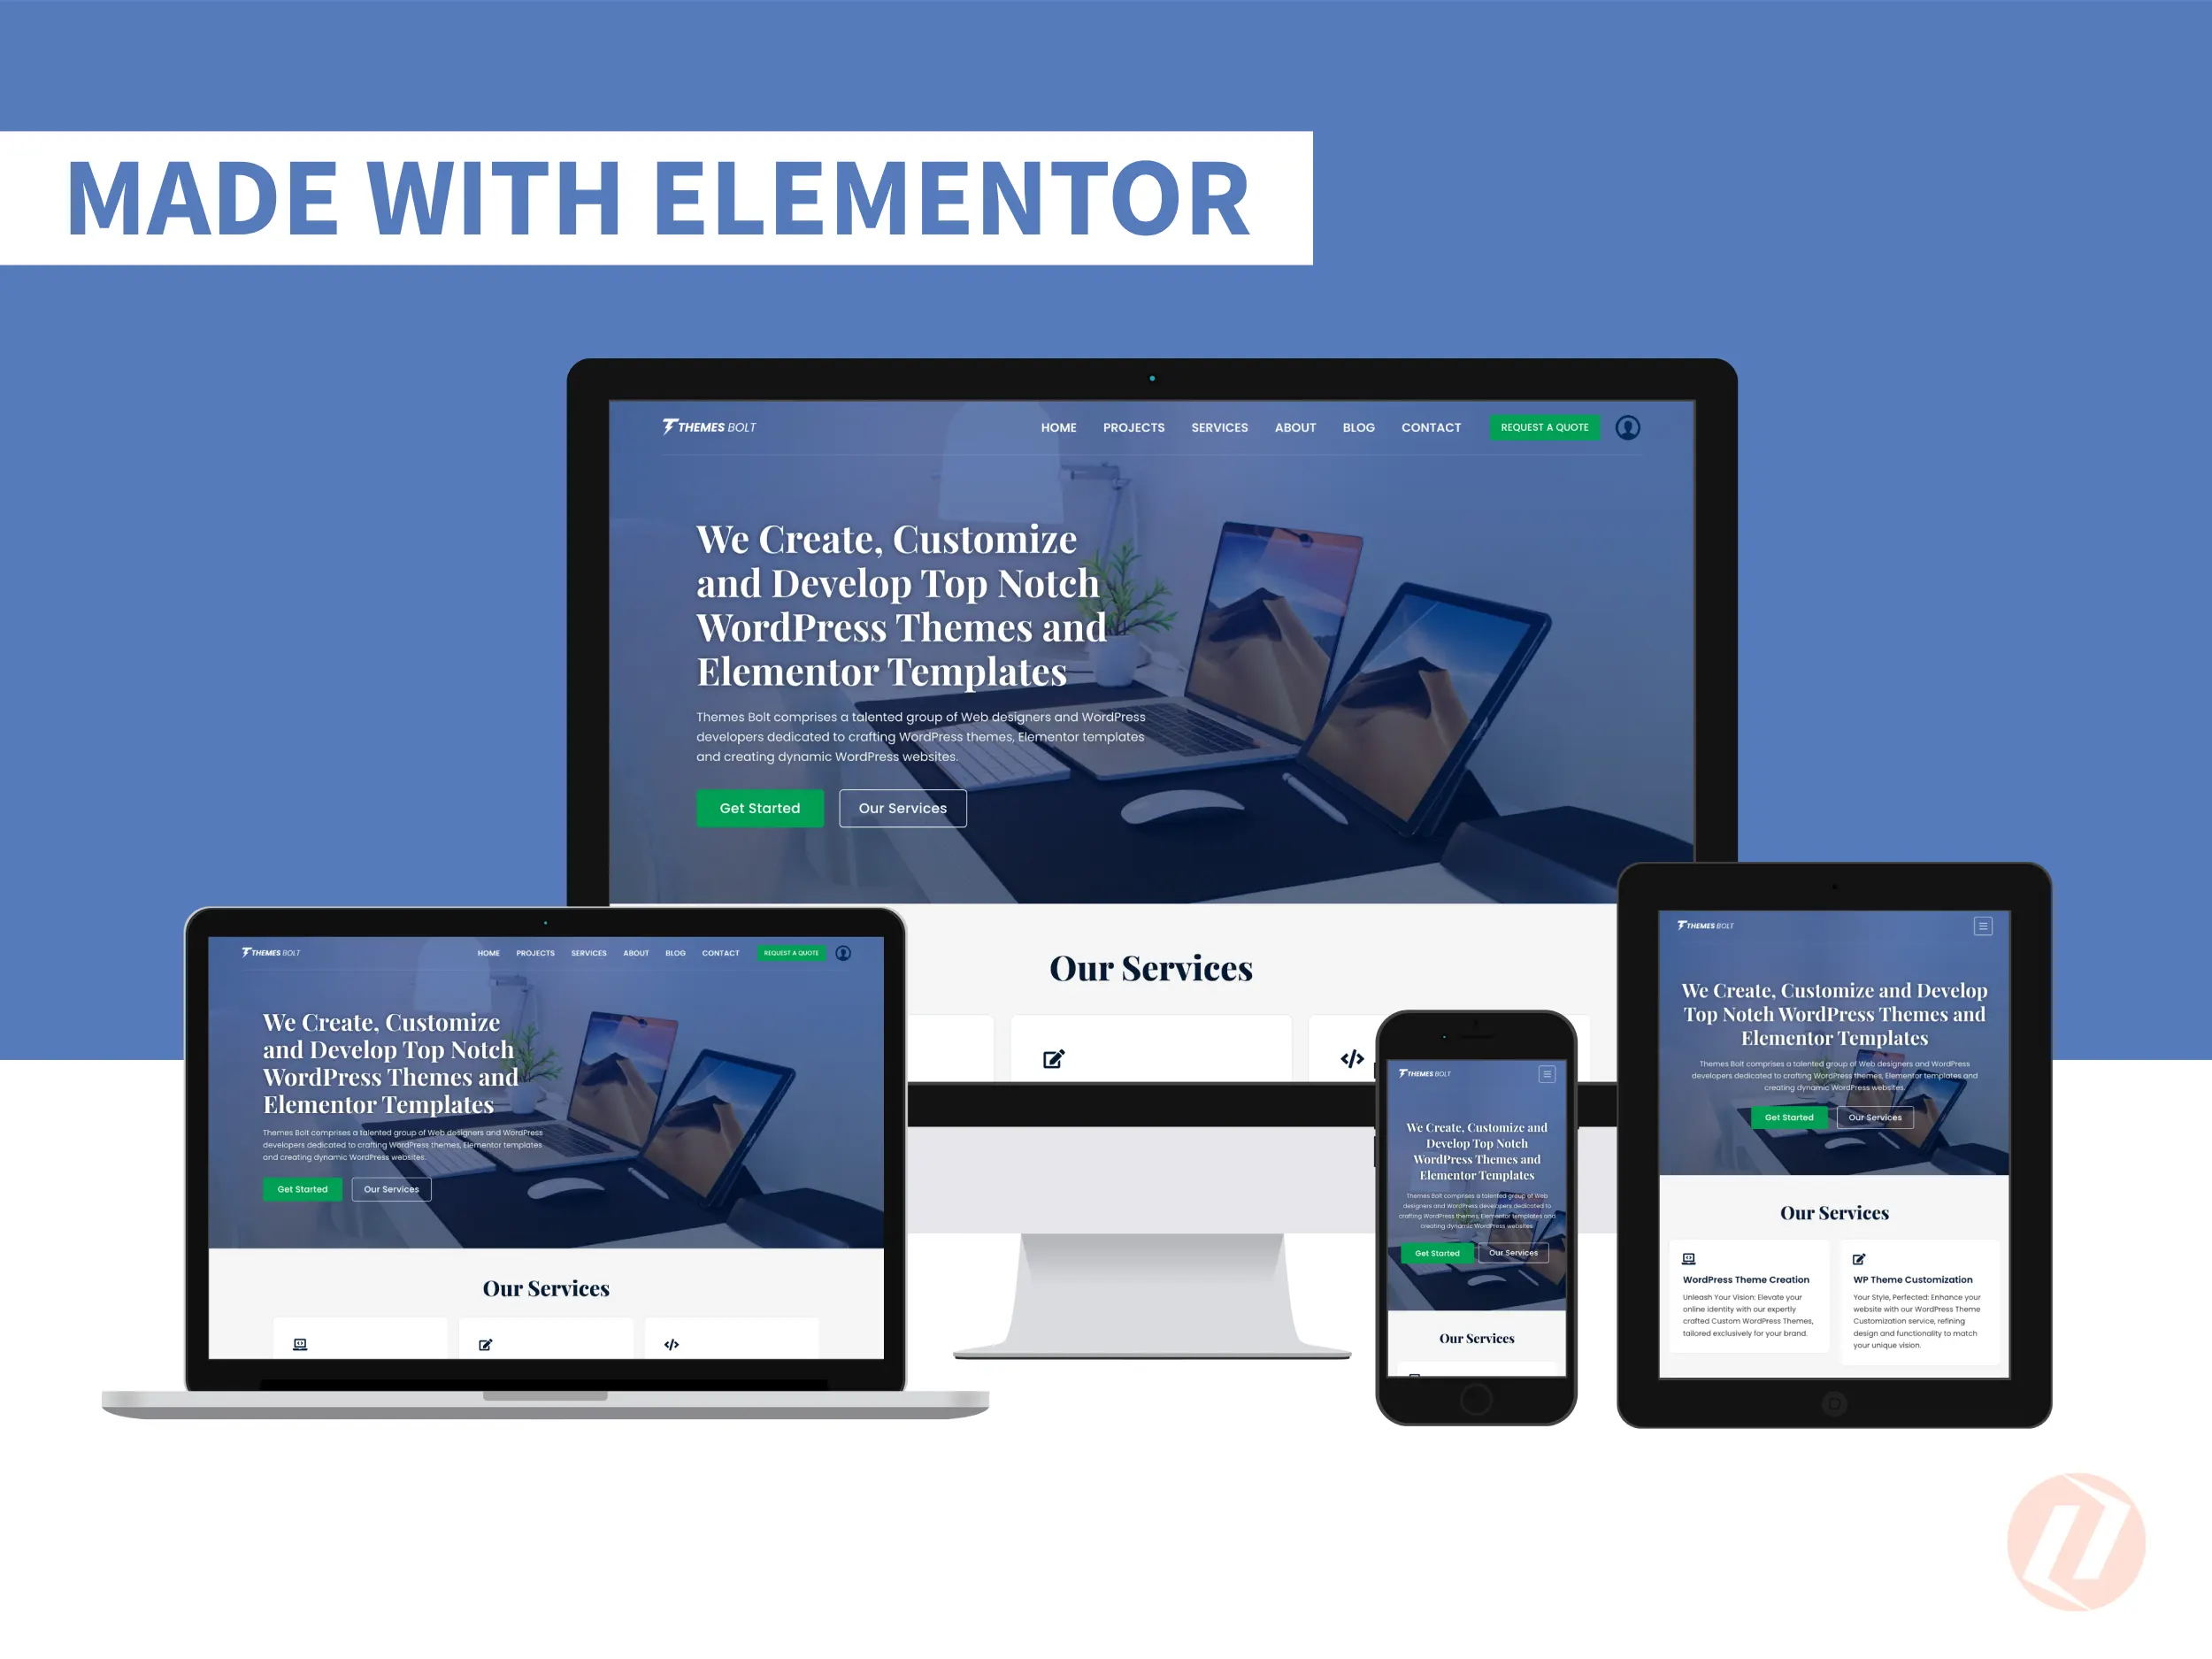 MADE WITH ELEMENTOR
THEMES BOLT
HOME PROJECTS SERVICES ABOUT BLOG CONTACT REQUEST A QUOTE
We Create, Customize
and Develop Top Notch
WordPress Themes and
Elementor Templates
Themes Bolt comprises a talented group of Web designers and WordPress
developers dedicated to crafting WordPress themes, Elementor templates
and creating dynamic WordPress websites.
Get Started Our Services
Our Services
THEMES BOLT
HOME PROJECTS SERVICES ABOUT BLOG CONTACT REQUEST A QUOTE
We Create, Customize
and Develop Top Notch
WordPress Themes and
Elementor Templates
Themes Bolt comprises a talented group of Web designers and WordPress
developers dedicated to crafting WordPress themes, Elementor templates
and creating dynamic WordPress websites.
Get Started Our Services
Our Services
THEMES BOLT
We Create, Customize and
Develop Top Notch
WordPress Themes and
Elementor Templates
Themes Bolt comprises a talented group of Web
designers and WordPress developers dedicated to
crafting WordPress themes, Elementor templates and
creating dynamic WordPress websites.
Get Started Our Services
Our Services
THEMES BOLT
We Create, Customize and Develop
Top Notch WordPress Themes and
Elementor Templates
Themes Bolt comprises a talented group of Web designers and WordPress
developers dedicated to crafting WordPress themes, Elementor templates and
creating dynamic WordPress websites.
Get Started Our Services
Our Services
WordPress Theme Creation
Unleash Your Vision: Elevate your
online identity with our expertly
crafted Custom WordPress Themes,
tailored exclusively for your brand.
WP Theme Customization
Your Style, Perfected: Enhance your
website with our WordPress Theme
Customization service, refining
design and functionality to match
your unique vision.